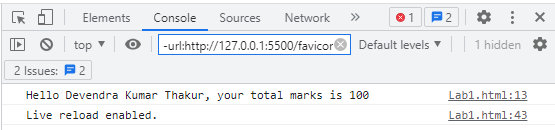 Elements Console Sources Network » 1 2
top -url:http://127.0.0.1:5500/favicor Default levels 1 hidden
2 Issues: 2
Hello Devendra Kumar Thakur, your total marks is 100 Lab1.html:13
Live reload enabled. Lab1.html:43